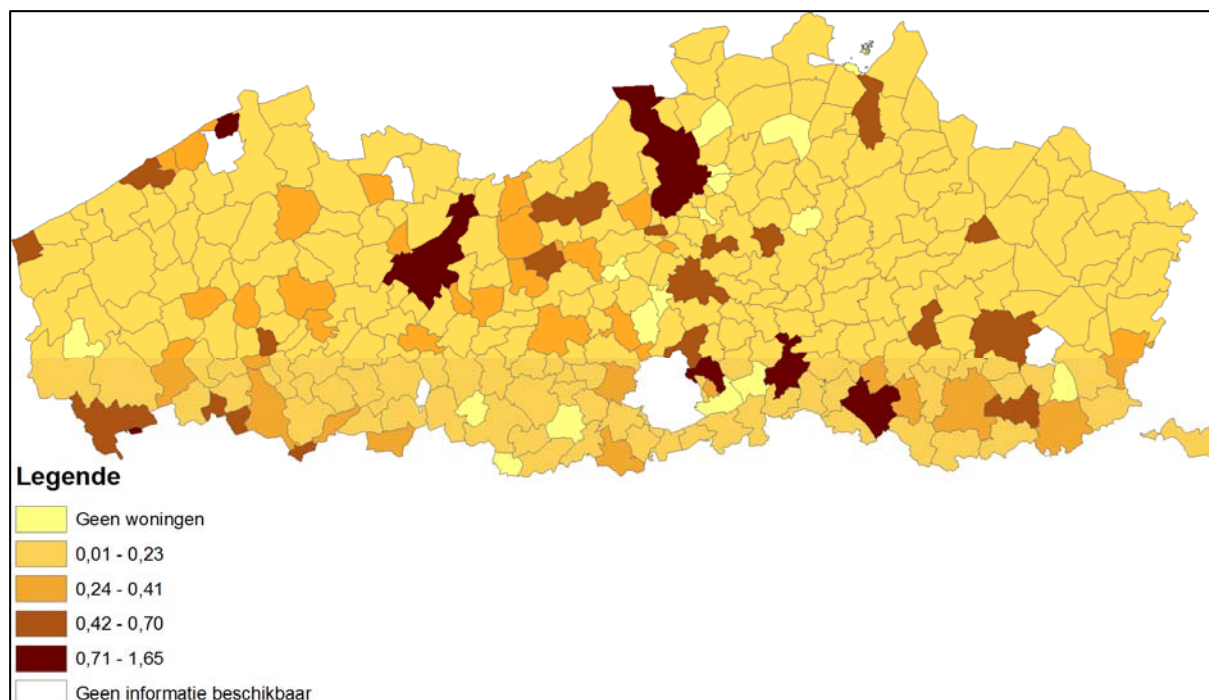 Legende
Geen woningen
0,01 - 0,23
0,24 - 0,41
0,42 - 0,70
0,71 - 1,65
Geen informatie beschikbaar